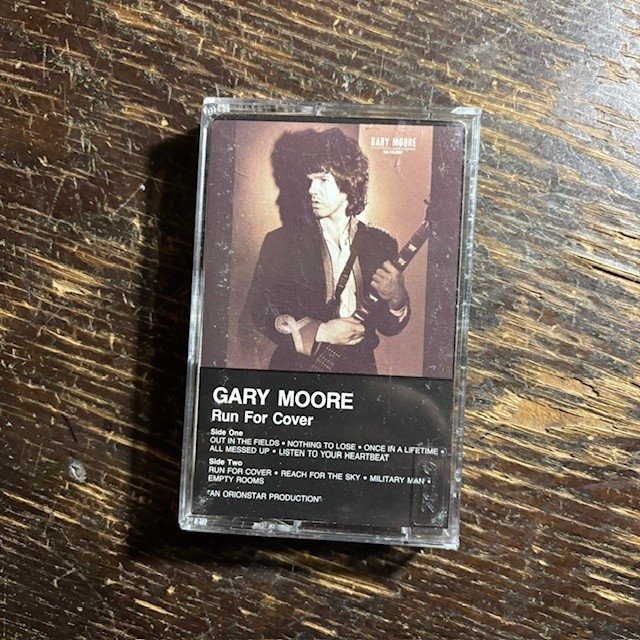 GARY MOORE
GARY MOORE
Run For Cover
Side One
OUT IN THE FIELDS • NOTHING TO LOSE • ONCE IN A LIFETIME •
ALL MESSED UP • LISTEN TO YOUR HEARTBEAT
Side Two
RUN FOR COVER • REACH FOR THE SKY • MILITARY MAN •
EMPTY ROOMS
"AN ORIONSTAR PRODUCTION"